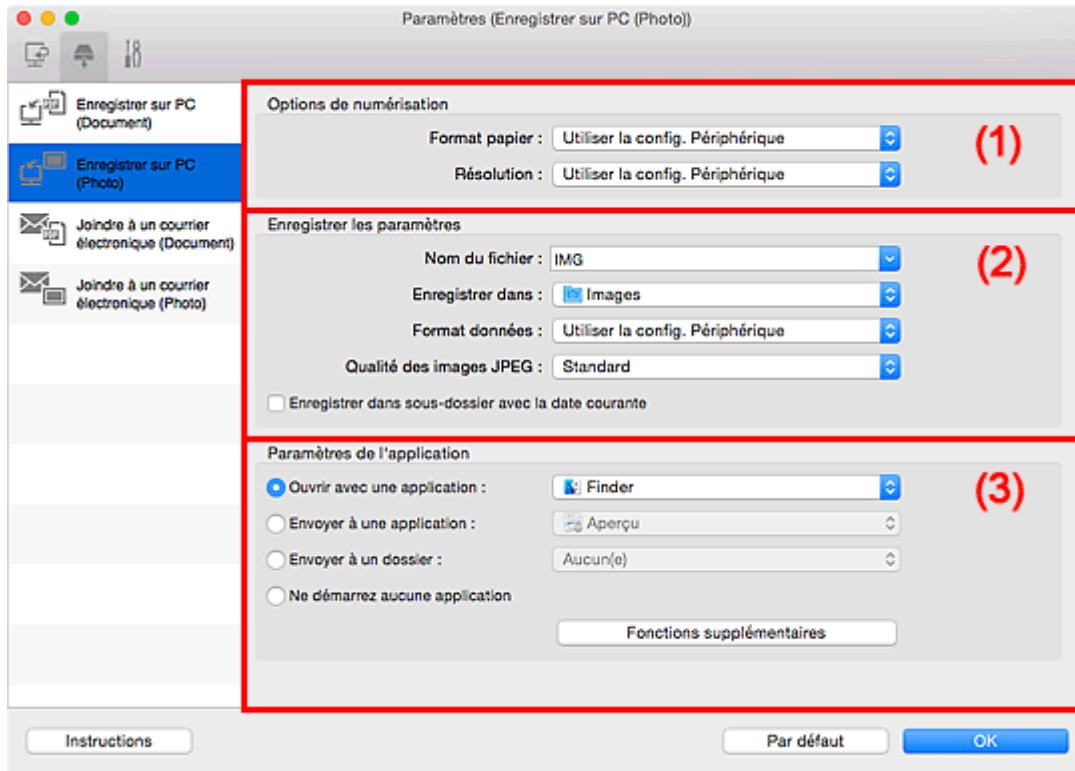 Paramètres (Enregistrer sur PC (Photo))
Enregistrer sur PC
(Document)
Enregistrer sur PC
(Photo)
Joindre à un courrier
électronique (Document)
Joindre à un courrier
électronique (Photo)
Options de numérisation
(1)
Format papier : Utiliser la config. Périphérique
Résolution : Utiliser la config. Périphérique
Enregistrer les paramètres
(2)
Nom du fichier : IMG
Enregistrer dans : Images
Format données : Utiliser la config. Périphérique
Qualité des images JPEG : Standard
Enregistrer dans sous-dossier avec la date courante
Paramètres de l'application
(3)
Ouvrir avec une application : Finder
Envoyer à une application : Aperçu
Envoyer à un dossier : Aucun(e)
Ne démarrez aucune application
Fonctions supplémentaires
Instructions Par défaut OK